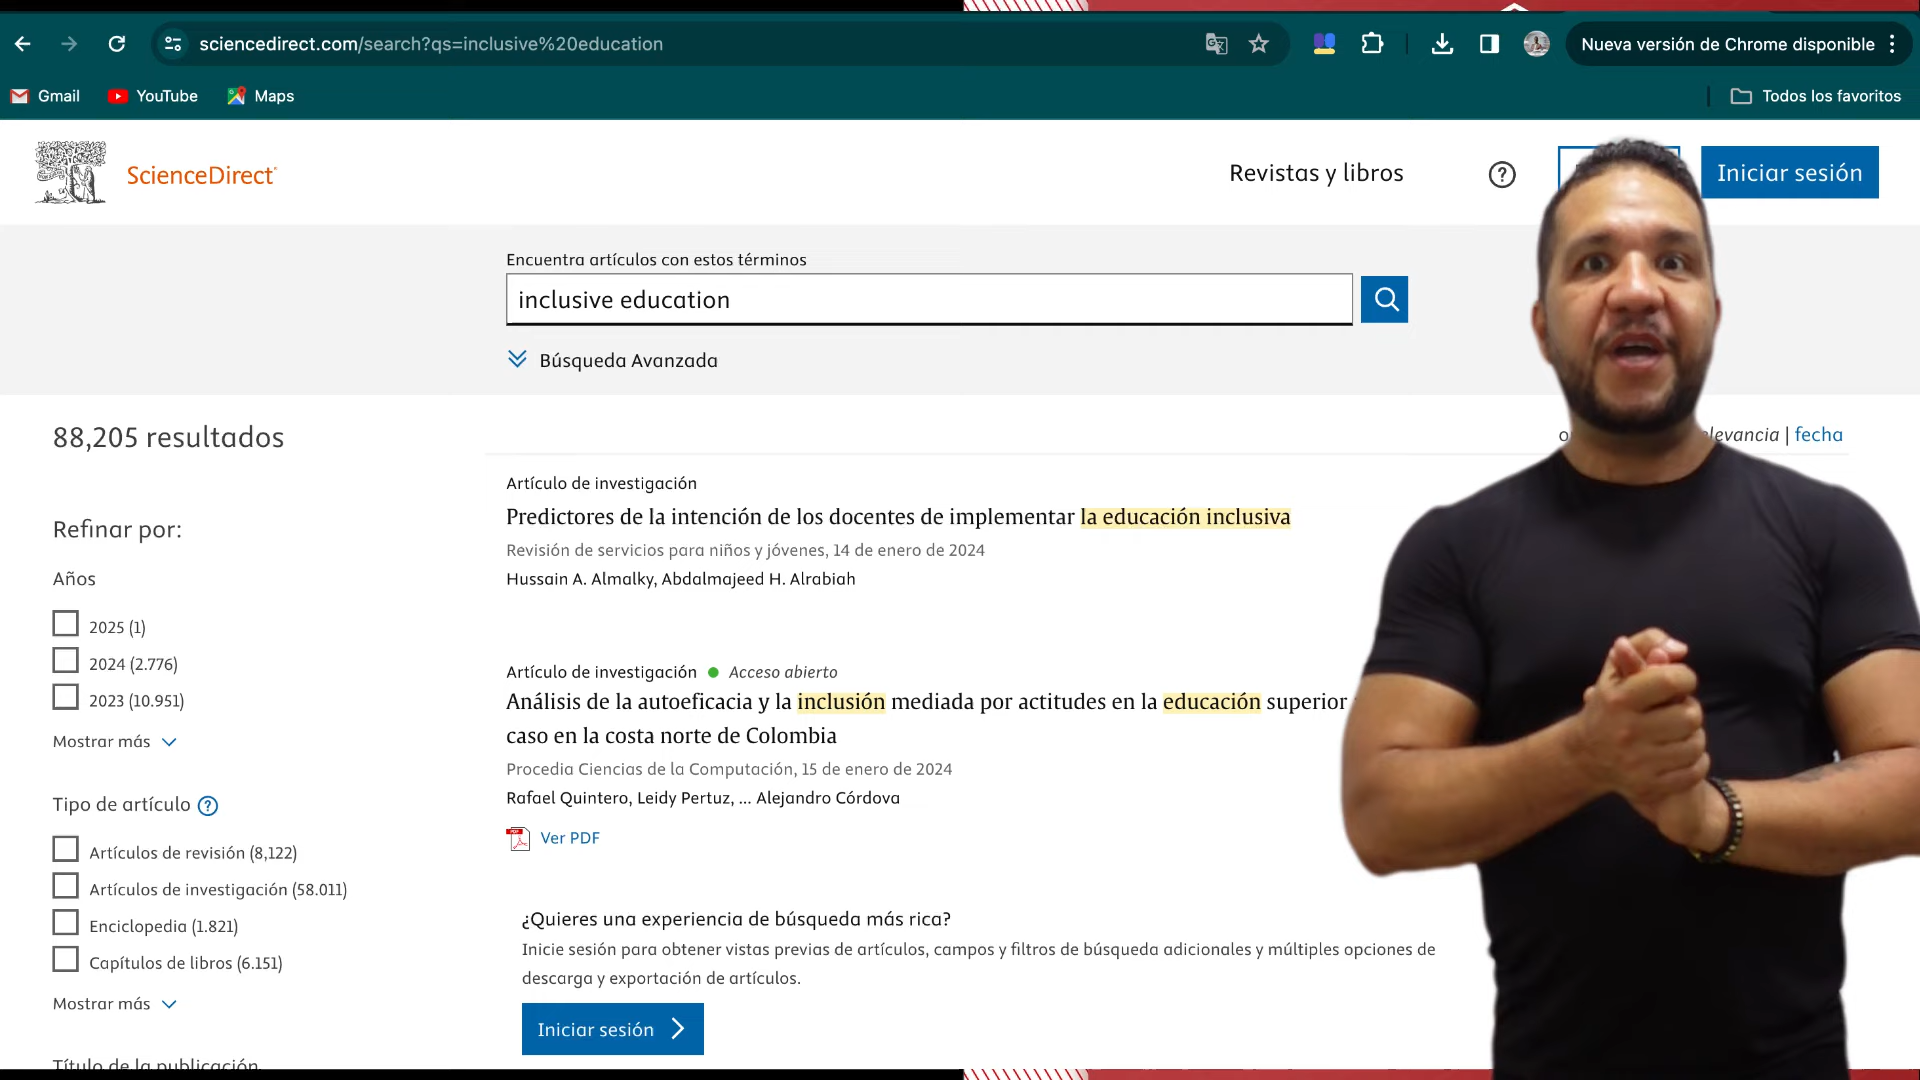 sciencedirect.com/search?qs=inclusive%20education
Nueva versión de Chrome disponible
Gmail
YouTube
Maps
Todos los favoritos
ScienceDirect
Revistas y libros
Iniciar sesión
Encuentra artículos con estos términos
inclusive education
Búsqueda Avanzada
88,205 resultados
| fecha
Refinar por:
Años
2025 (1)
2024 (2.776)
2023 (10.951)
Mostrar más
Tipo de artículo
Artículos de revisión (8,122)
Artículos de investigación (58.011)
Enciclopedia (1.821)
Capítulos de libros (6.151)
Mostrar más
Título de la publicación
Artículo de investigación
Predictores de la intención de los docentes de implementar la educación inclusiva
Revisión de servicios para niños y jóvenes, 14 de enero de 2024
Hussain A. Almalky, Abdalmajeed H. Alrabiah
Artículo de investigación Acceso abierto
Análisis de la autoeficacia y la inclusión mediada por actitudes en la educación superior
caso en la costa norte de Colombia
Procedia Ciencias de la Computación, 15 de enero de 2024
Rafael Quintero, Leidy Pertuz, ... Alejandro Córdova
Ver PDF
¿Quieres una experiencia de búsqueda más rica?
Inicie sesión para obtener vistas previas de artículos, campos y filtros de búsqueda adicionales y múltiples opciones de
descarga y exportación de artículos.
Iniciar sesión